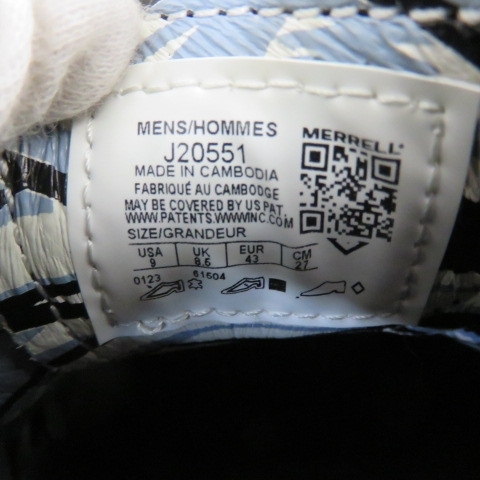 MENS/HOMMES
J20551
MERRELL
MADE IN CAMBODIA
FABRIQUÉ AU CAMBODGE
MAY BE COVERED BY US PAT.
WWW.PATENTS.WWWINC.COM
SIZE/GRANDEUR
USA UK EUR CM
9 8.5 43 27
0123 61604